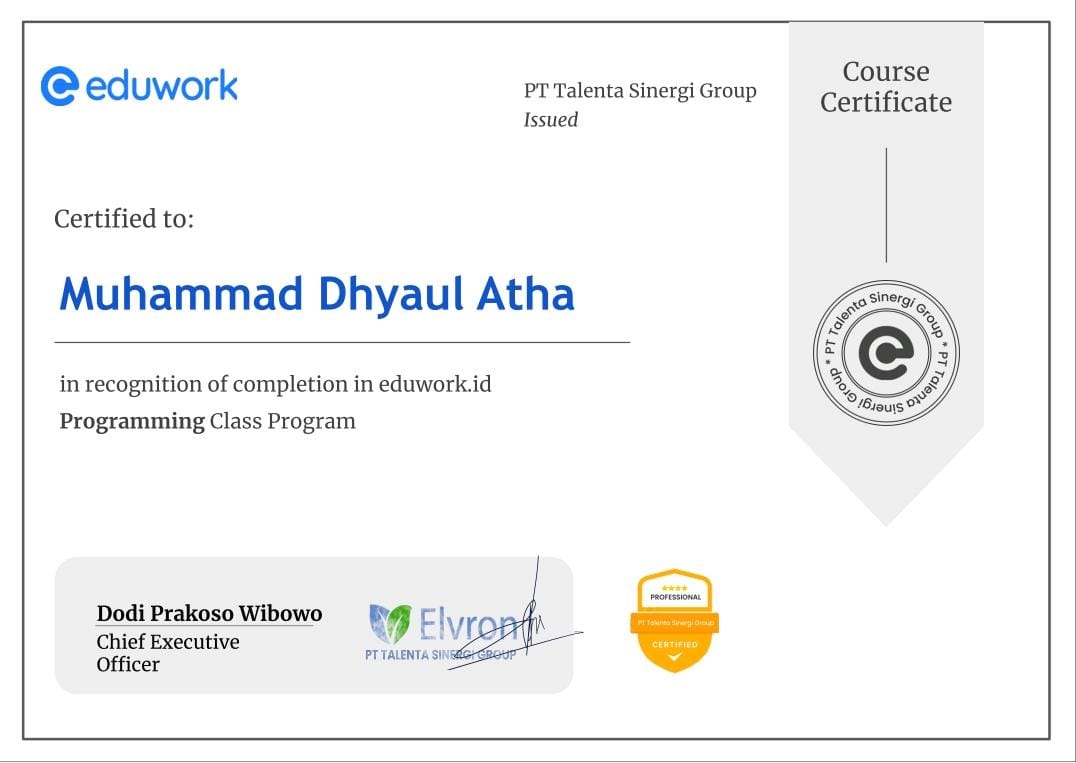 eduwork
PT Talenta Sinergi Group
Issued
Course
Certificate
Certified to:
Muhammad Dhyaul Atha
PT Talenta Sinergi Group * PT Talenta Sinergi Group *
in recognition of completion in eduwork.id
Programming Class Program
Dodi Prakoso Wibowo
Chief Executive
Officer
Elvron
PT TALENTA SINERGI GROUP
PROFESSIONAL
PT Talenta Sinergi Group
CERTIFIED